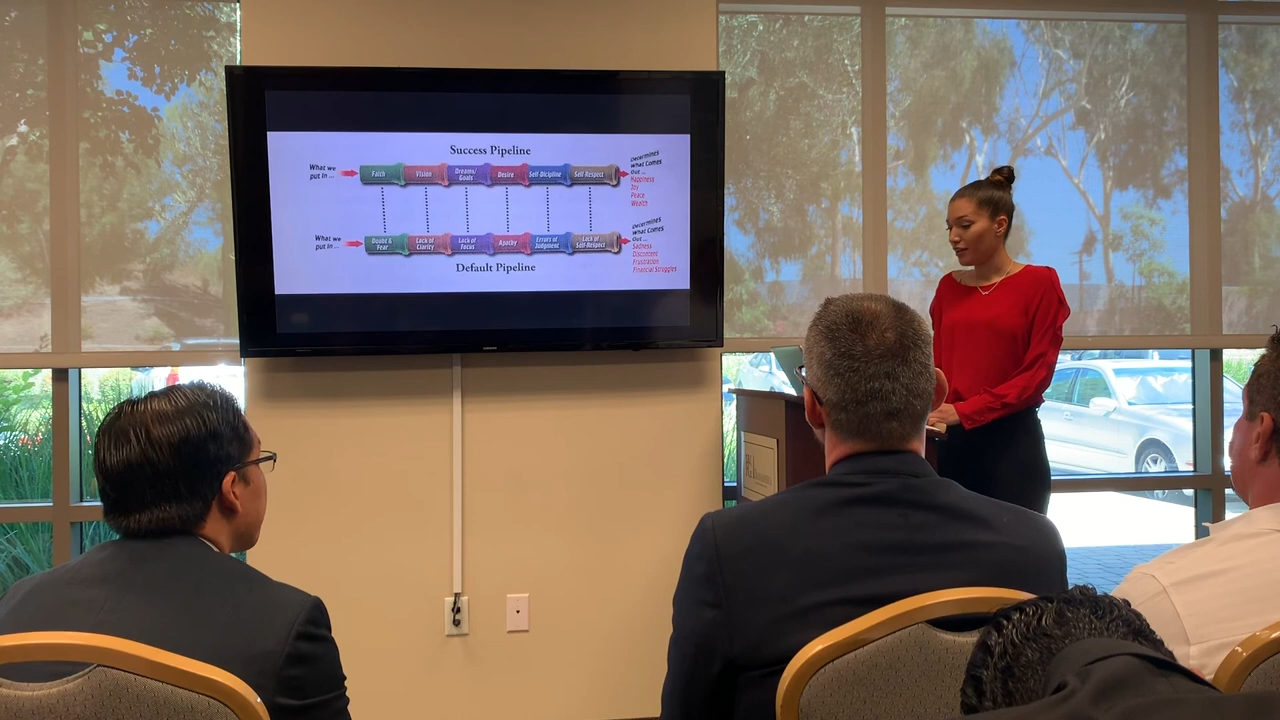 Success Pipeline
What we
put in ...
Faith
Vision
Dreams/
Goals
Desire
Self Dicipline
Self Respect
Determines
What Comes
Out ...
Happiness
Joy
Peace
Wealth
What we
put in ...
Doubt &
Fear
Lack of
Clarity
Lack of
Focus
Apathy
Errors of
Judgment
Lack of
Self-Respect
Determines
What Comes
Out ...
Sadness
Discontent
Frustration
Financial Struggles
Default Pipeline